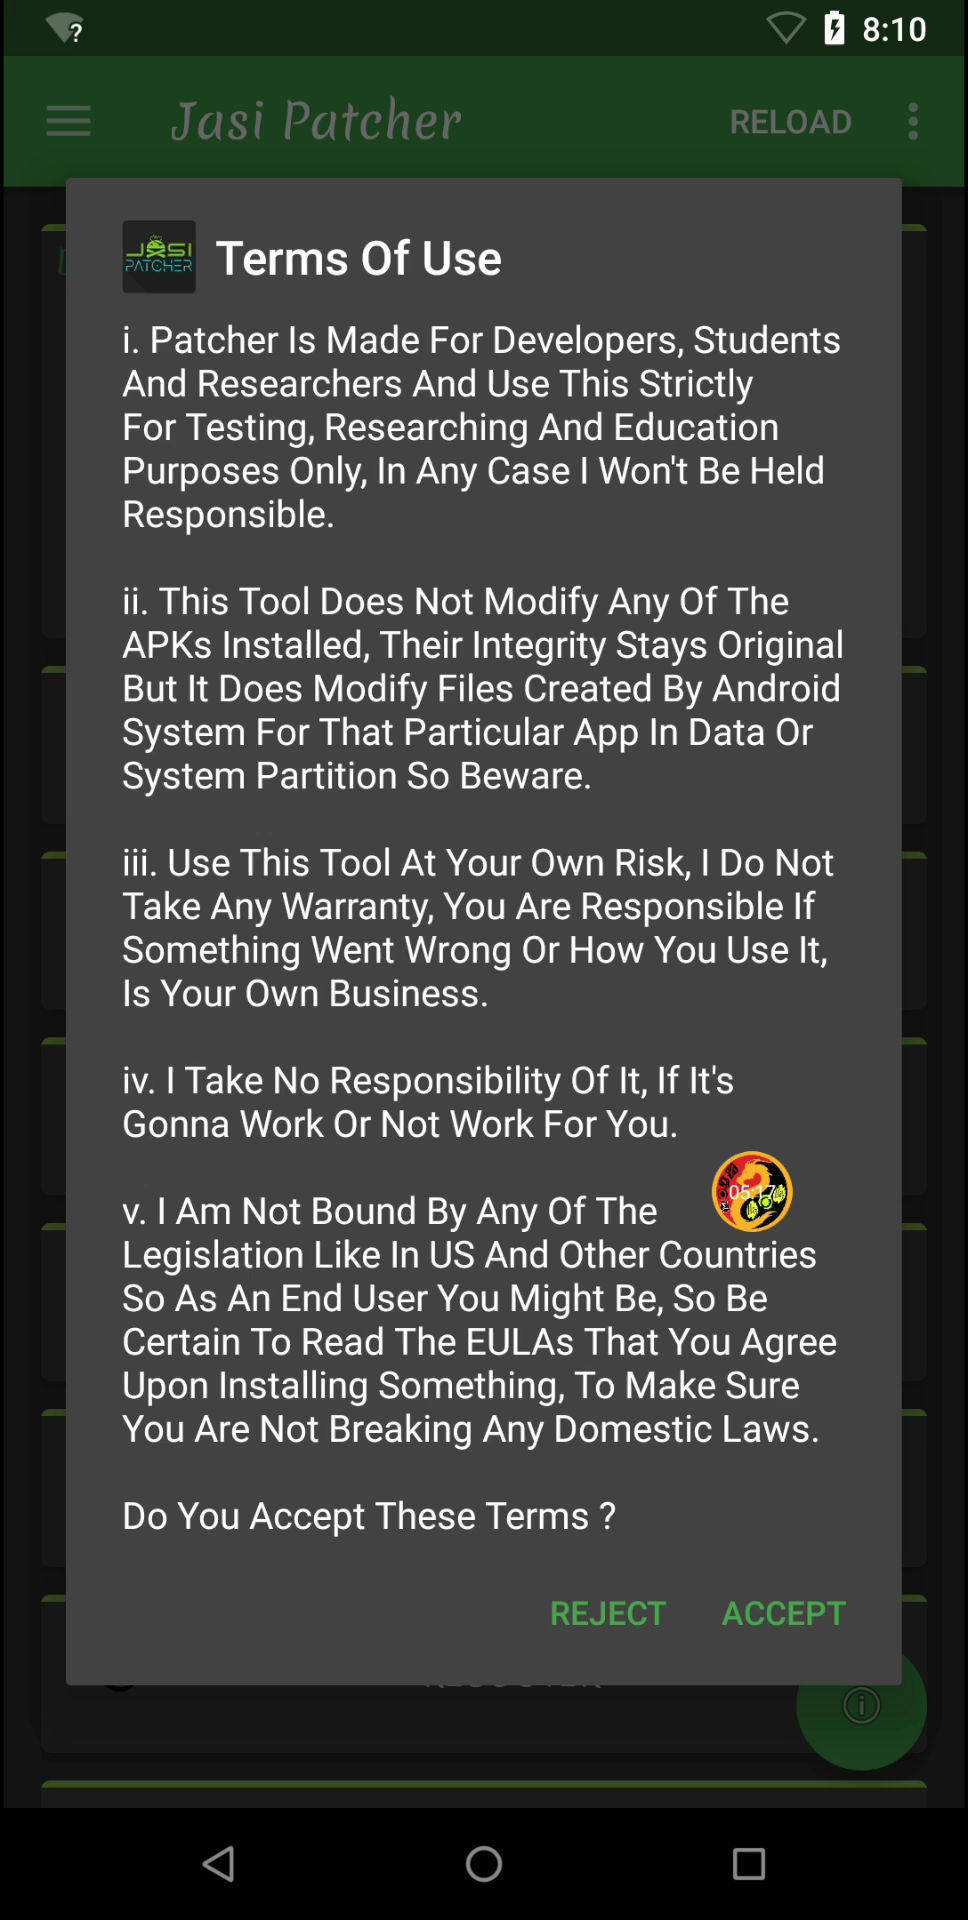 ?
8:10
Jasi Patcher
RELOAD
JASI
PATCHER
Terms Of Use
i. Patcher Is Made For Developers, Students
And Researchers And Use This Strictly
For Testing, Researching And Education
Purposes Only, In Any Case I Won't Be Held
Responsible.
ii. This Tool Does Not Modify Any Of The
APKs Installed, Their Integrity Stays Original
But It Does Modify Files Created By Android
System For That Particular App In Data Or
System Partition So Beware.
iii. Use This Tool At Your Own Risk, I Do Not
Take Any Warranty, You Are Responsible If
Something Went Wrong Or How You Use It,
Is Your Own Business.
iv. I Take No Responsibility Of It, If It's
Gonna Work Or Not Work For You.
05:17
v. I Am Not Bound By Any Of The
Legislation Like In US And Other Countries
So As An End User You Might Be, So Be
Certain To Read The EULAs That You Agree
Upon Installing Something, To Make Sure
You Are Not Breaking Any Domestic Laws.
Do You Accept These Terms ?
REJECT
ACCEPT